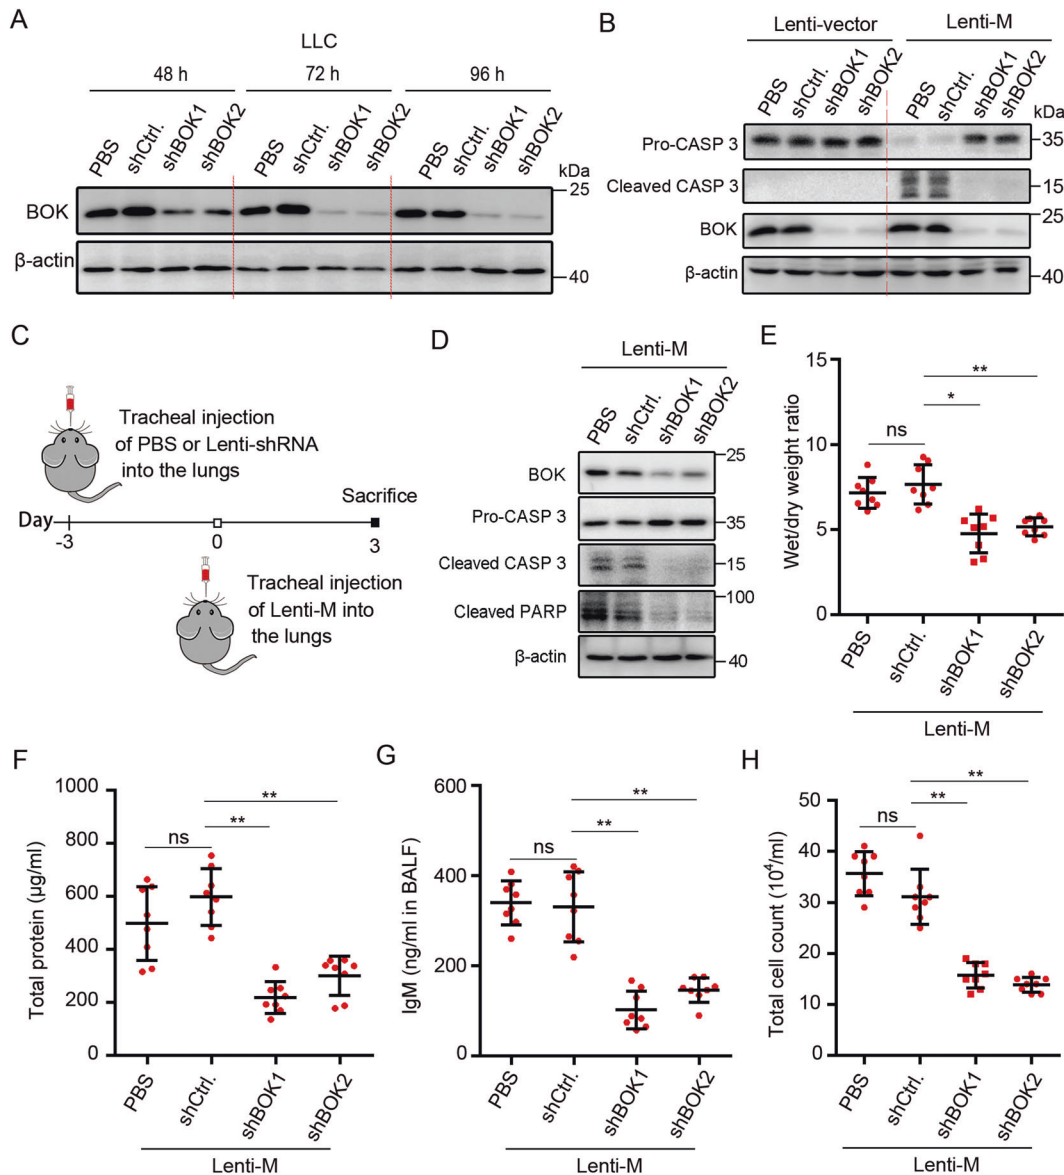 A
LLC
48 h 72 h 96 h
PBS shCtrl. shBOK1 shBOK2 PBS shCtrl. shBOK1 shBOK2 PBS shCtrl. shBOK1 shBOK2
kDa
25
BOK
β-actin
40
B
Lenti-vector Lenti-M
PBS shCtrl. shBOK1 shBOK2 PBS shCtrl. shBOK1 shBOK2
kDa
Pro-CASP 3 35
Cleaved CASP 3 15
25
BOK
β-actin
40
C
Tracheal injection
of PBS or Lenti-shRNA
into the lungs
Sacrifice
Day
-3 0 3
Tracheal injection
of Lenti-M into
the lungs
D
Lenti-M
PBS shCtrl. shBOK1 shBOK2
25
BOK
Pro-CASP 3 35
Cleaved CASP 3 15
100
Cleaved PARP
β-actin 40
E
Wet/dry weight ratio
15
10
5
0
ns * **
PBS shCtrl. shBOK1 shBOK2
Lenti-M
F
Total protein (μg/ml)
1000
800
600
400
200
0
ns ** **
PBS shCtrl. shBOK1 shBOK2
Lenti-M
G
IgM (ng/ml in BALF)
600
400
200
0
ns ** **
PBS shCtrl. shBOK1 shBOK2
Lenti-M
H
Total cell count (10⁴/ml)
50
40
30
20
10
0
ns ** **
PBS shCtrl. shBOK1 shBOK2
Lenti-M